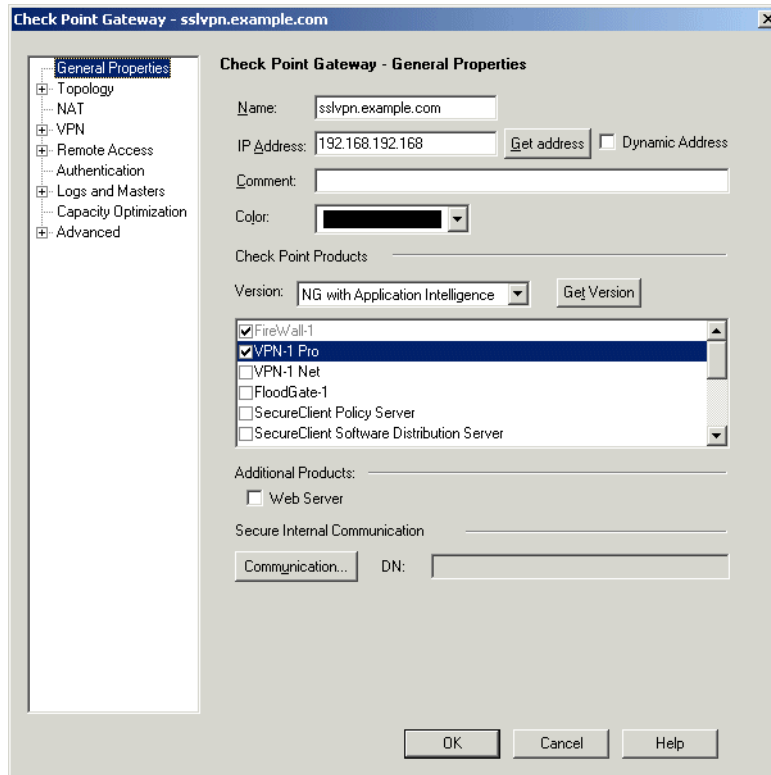 Check Point Gateway - sslvpn.example.com
General Properties
Topology
NAT
VPN
Remote Access
Authentication
Logs and Masters
Capacity Optimization
Advanced
Check Point Gateway - General Properties
Name: sslvpn.example.com
IP Address: 192.168.192.168 Get address Dynamic Address
Comment:
Color:
Check Point Products
Version: NG with Application Intelligence Get Version
FireWall-1
VPN-1 Pro
VPN-1 Net
FloodGate-1
SecureClient Policy Server
SecureClient Software Distribution Server
Additional Products:
Web Server
Secure Internal Communication
Communication... DN:
OK Cancel Help